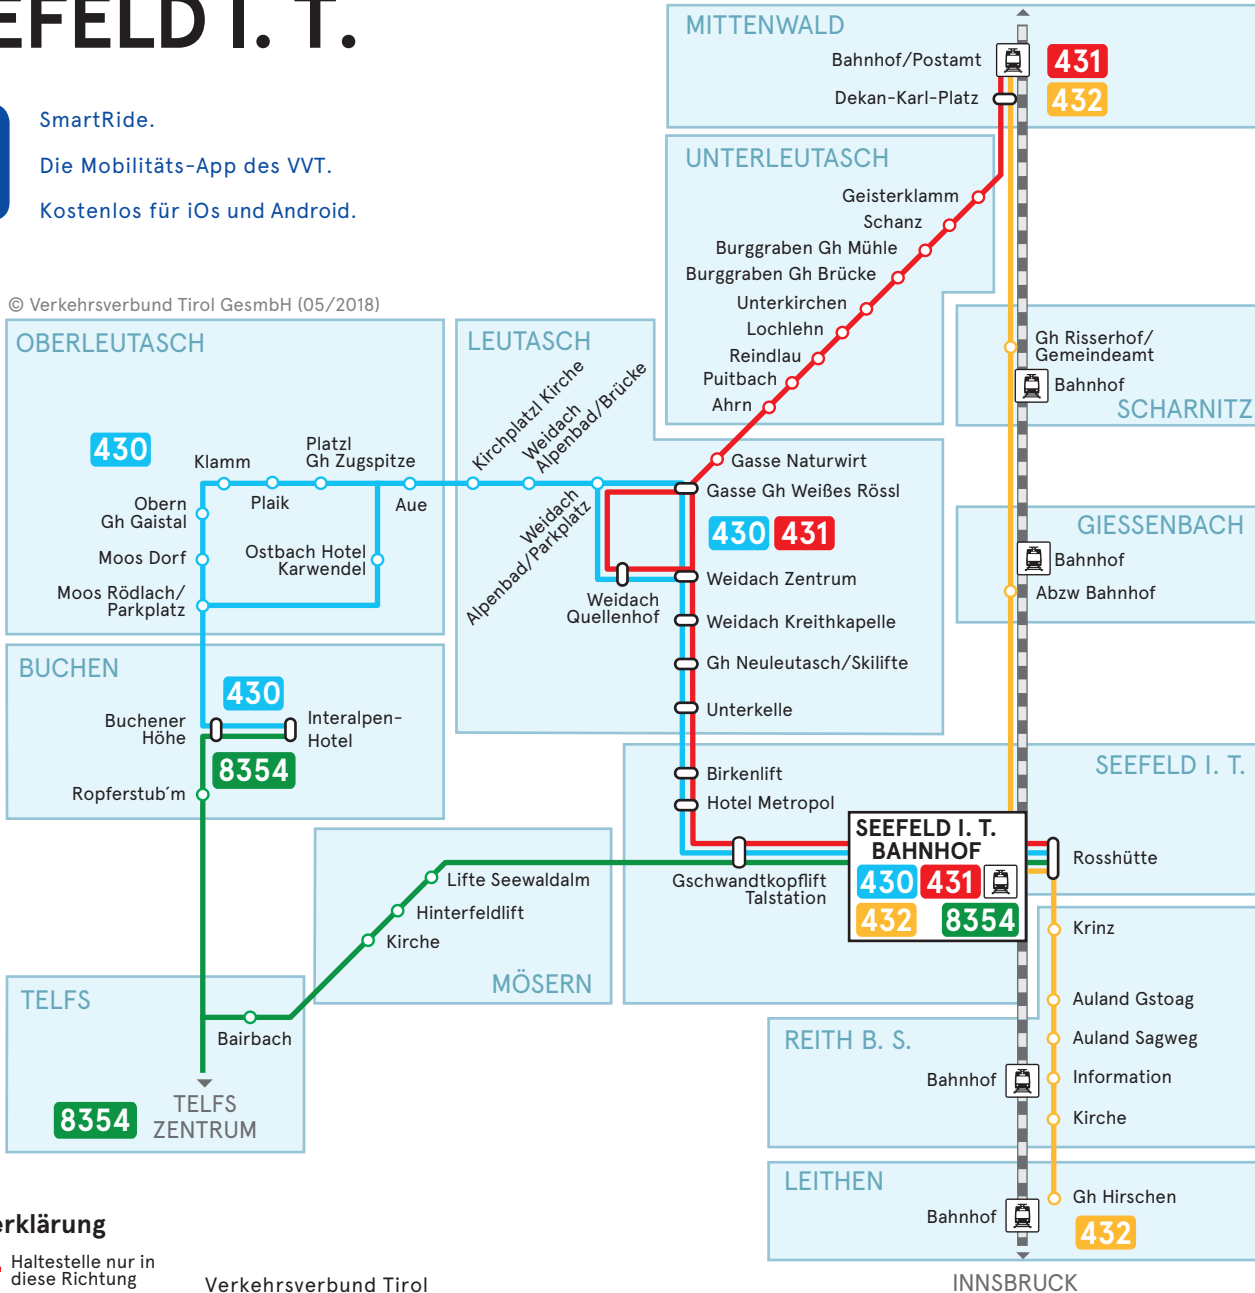 EFELD I. T.
SmartRide.
Die Mobilitäts-App des VVT.
Kostenlos für iOs und Android.
© Verkehrsverbund Tirol GesmbH (05/2018)
MITTENWALD
Bahnhof/Postamt
431
Dekan-Karl-Platz
432
UNTERLEUTASCH
Geisterklamm
Schanz
Burggraben Gh Mühle
Burggraben Gh Brücke
Unterkirchen
Lochlehn
Reindlau
Puitbach
Ahrn
Gh Risserhof/
Gemeindeamt
Bahnhof
SCHARNITZ
GIESSENBACH
Bahnhof
Abzw Bahnhof
OBERLEUTASCH
430
Klamm
Platzl
Gh Zugspitze
Plaik
Aue
Obern
Gh Gaistal
Moos Dorf
Ostbach Hotel
Karwendel
Moos Rödlach/
Parkplatz
LEUTASCH
Kirchplatzl Kirche
Weidach
Alpenbad/Brücke
Weidach
Alpenbad/Parkplatz
Gasse Naturwirt
Gasse Gh Weißes Rössl
430 431
Weidach
Quellenhof
Weidach Zentrum
Weidach Kreithkapelle
Gh Neuleutasch/Skilifte
Unterkelle
BUCHEN
430
Buchener
Höhe
Interalpen-
Hotel
8354
Ropferstub´m
SEEFELD I. T.
Birkenlift
Hotel Metropol
SEEFELD I. T.
BAHNHOF
430 431
432 8354
Gschwandtkopflift
Talstation
Rosshütte
Lifte Seewaldalm
Hinterfeldlift
Kirche
MÖSERN
TELFS
Bairbach
8354
TELFS
ZENTRUM
Krinz
Auland Gstoag
Auland Sagweg
REITH B. S.
Bahnhof
Information
Kirche
LEITHEN
Bahnhof
Gh Hirschen
432
INNSBRUCK
erklärung
Haltestelle nur in
diese Richtung
Verkehrsverbund Tirol